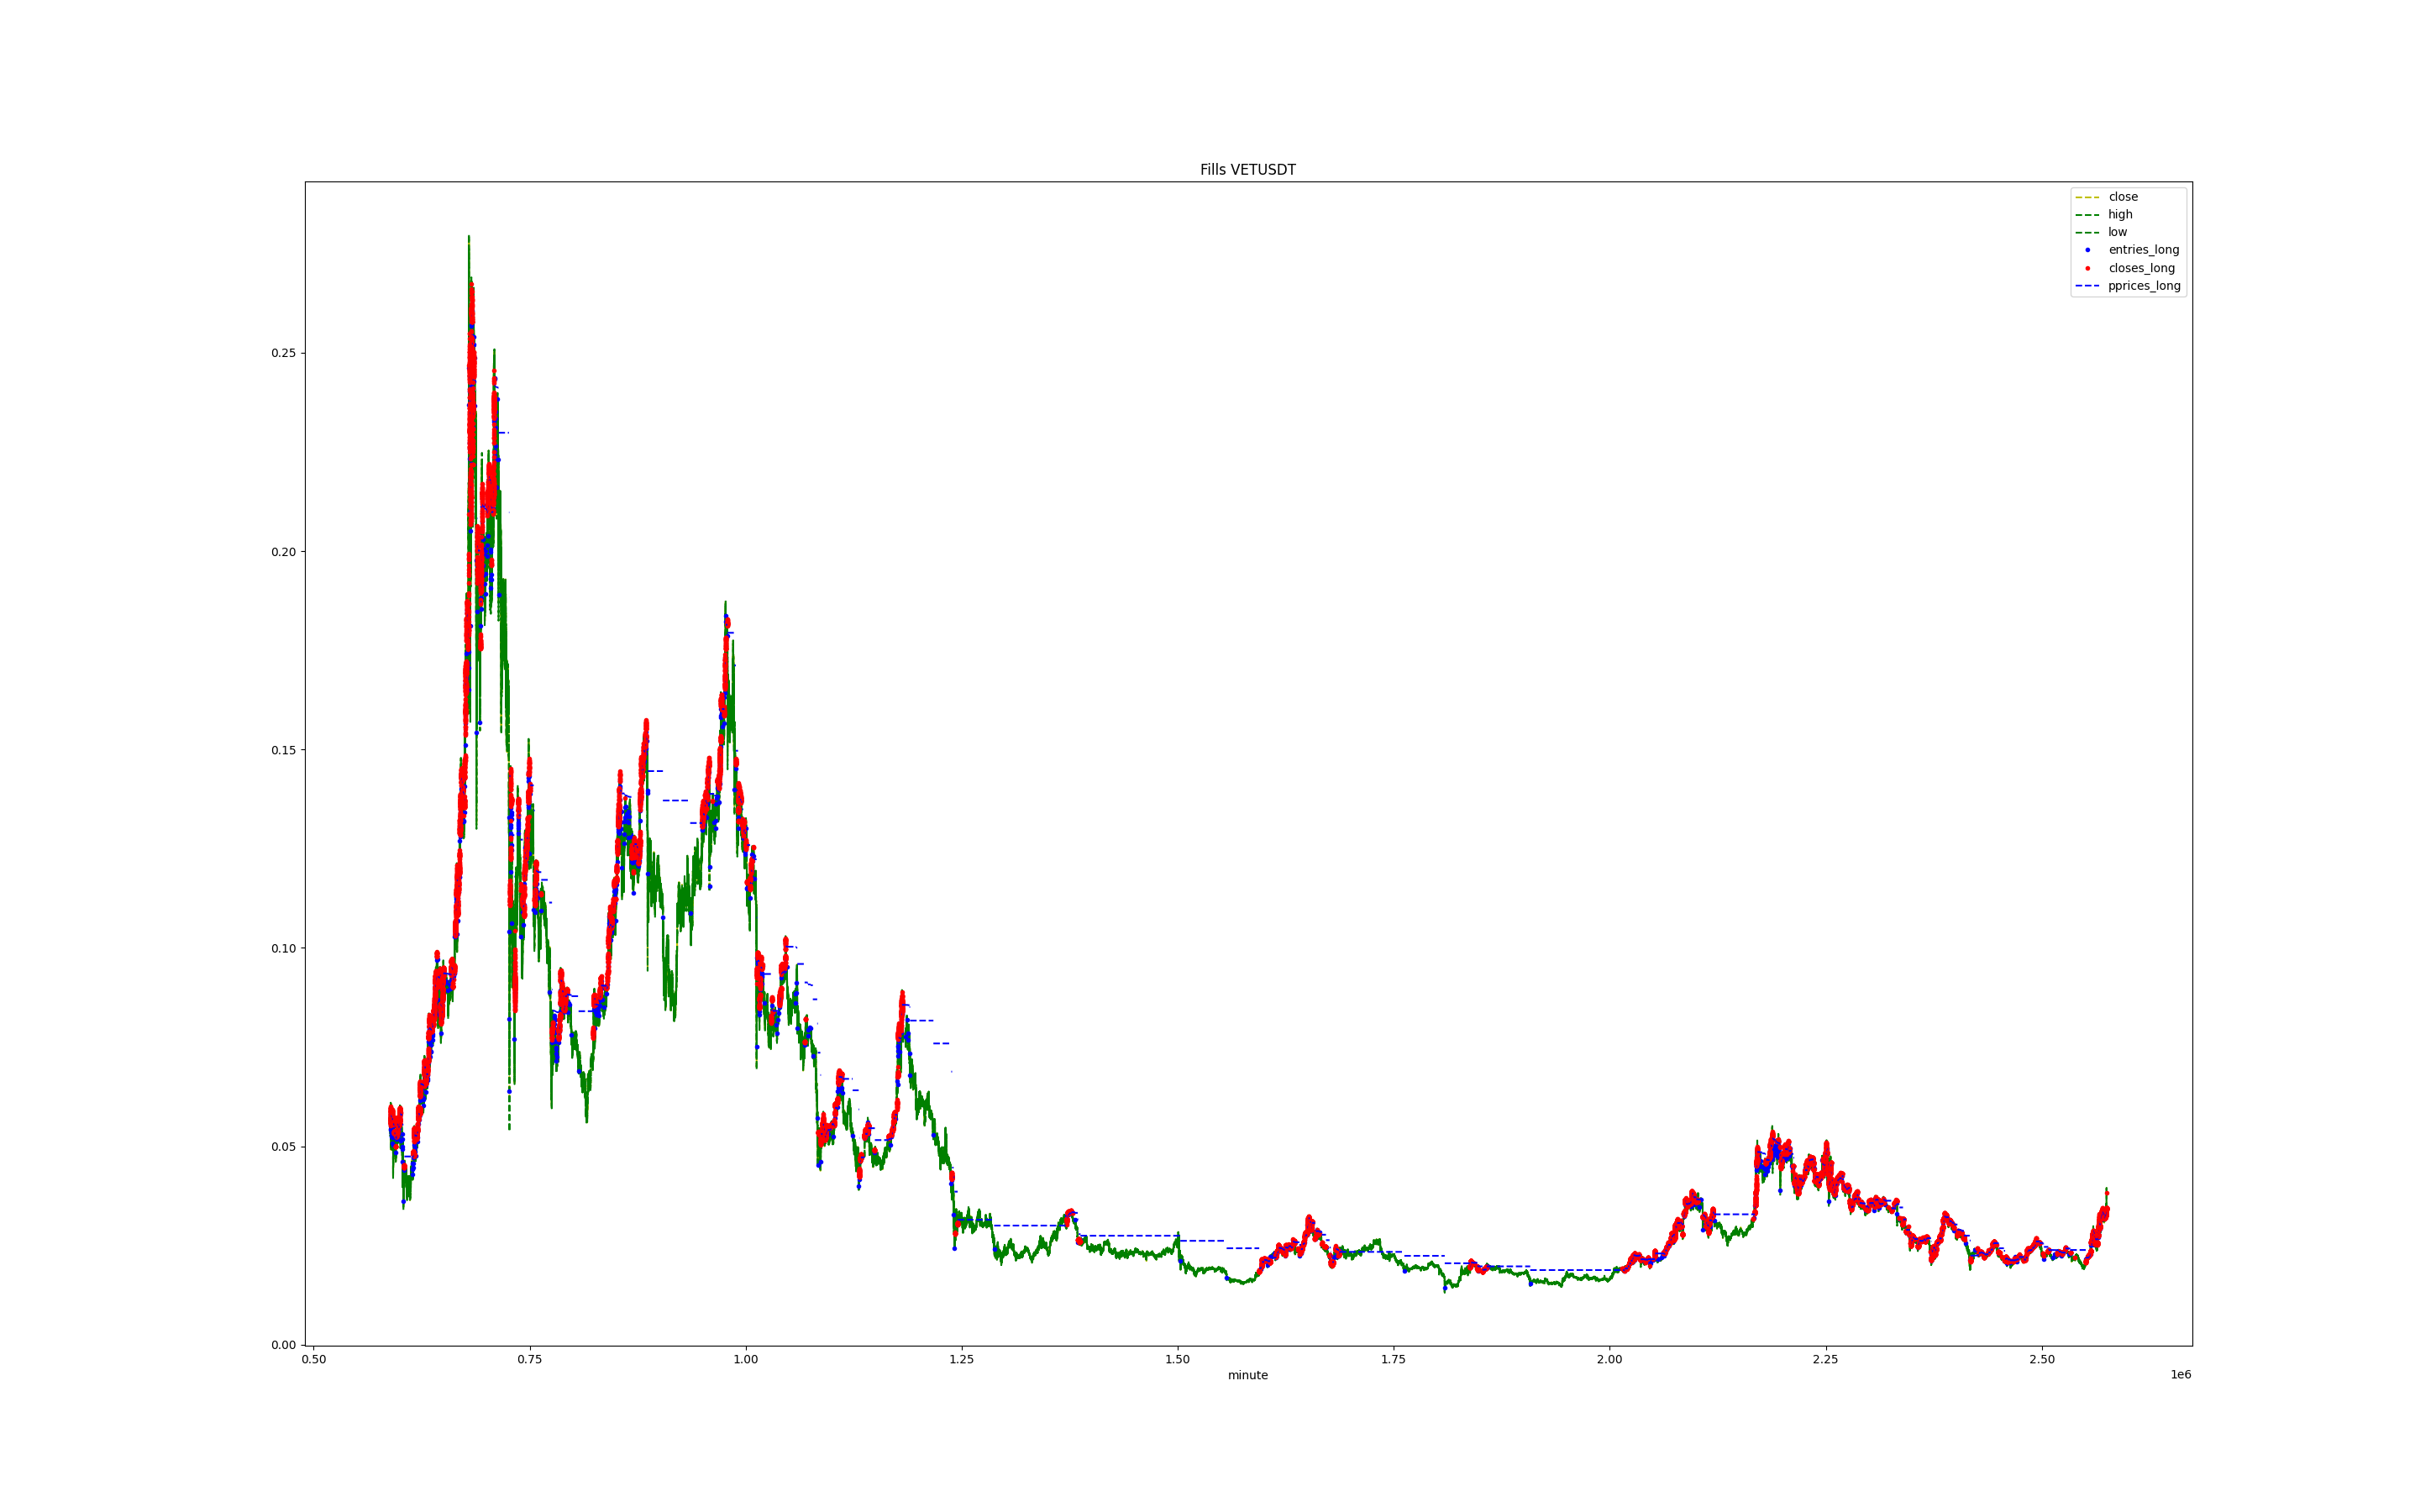 Fills VETUSDT
close
high
low
entries_long
closes_long
pprices_long
0.25
0.20
0.15
0.10
0.05
0.00
0.50 0.75 1.00 1.25 1.50 1.75 2.00 2.25 2.50
minute
1e6